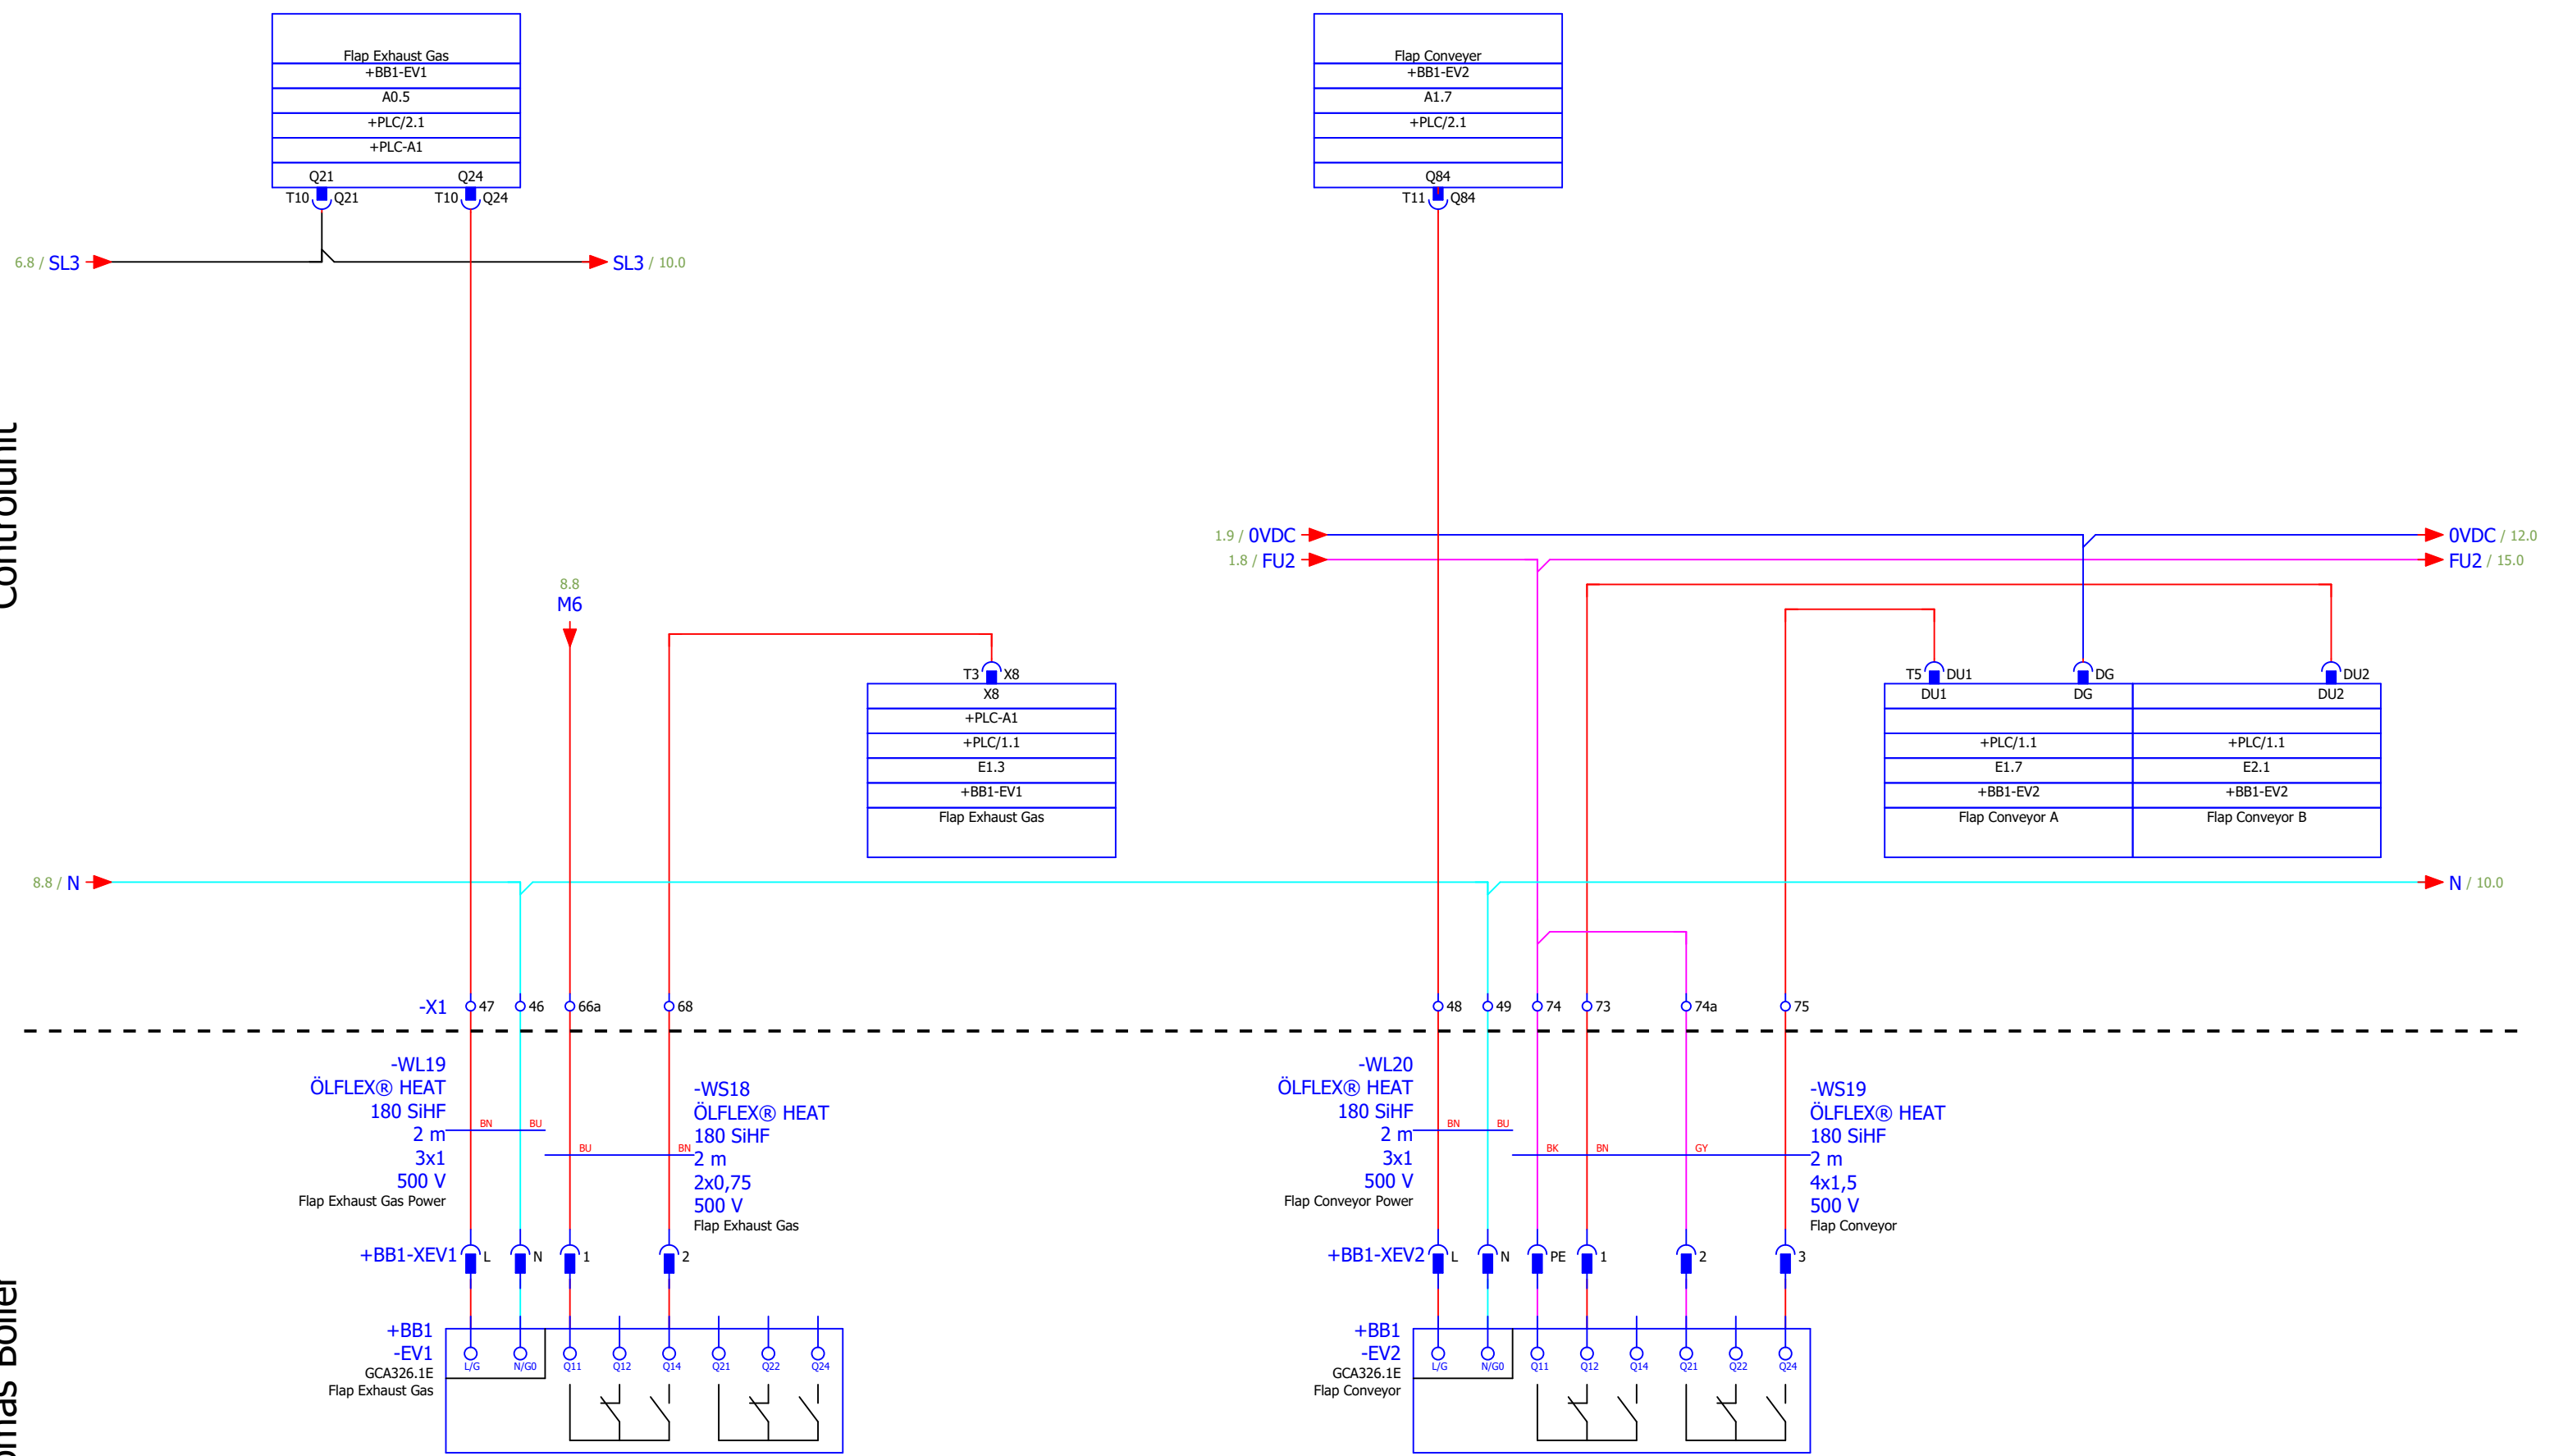 Flap Exhaust Gas
+BB1-EV1
A0.5
+PLC/2.1
+PLC-A1
Q21 Q24
T10 Q21 T10 Q24
Flap Conveyer
+BB1-EV2
A1.7
+PLC/2.1
Q84
T11 Q84
6.8 / SL3
SL3 / 10.0
Controlunit
1.9 / 0VDC
0VDC / 12.0
1.8 / FU2
FU2 / 15.0
8.8
M6
T3 X8
X8
+PLC-A1
+PLC/1.1
E1.3
+BB1-EV1
Flap Exhaust Gas
T5 DU1 DG DU2
DU1 DG DU2
+PLC/1.1 +PLC/1.1
E1.7 E2.1
+BB1-EV2 +BB1-EV2
Flap Conveyor A Flap Conveyor B
8.8 / N
N / 10.0
-X1 47 46 66a 68 48 49 74 73 74a 75
-WL19
ÖLFLEX® HEAT
180 SiHF
2 m
3x1
500 V
Flap Exhaust Gas Power
BN BU
BU BN
-WS18
ÖLFLEX® HEAT
180 SiHF
2 m
2x0,75
500 V
Flap Exhaust Gas
-WL20
ÖLFLEX® HEAT
180 SiHF
2 m
3x1
500 V
Flap Conveyor Power
BN BU
BK BN GY
-WS19
ÖLFLEX® HEAT
180 SiHF
2 m
4x1,5
500 V
Flap Conveyor
+BB1-XEV1 L N 1 2
+BB1-XEV2 L N PE 1 2 3
+BB1
-EV1
GCA326.1E
Flap Exhaust Gas
L/G N/G0 Q11 Q12 Q14 Q21 Q22 Q24
+BB1
-EV2
GCA326.1E
Flap Conveyor
L/G N/G0 Q11 Q12 Q14 Q21 Q22 Q24